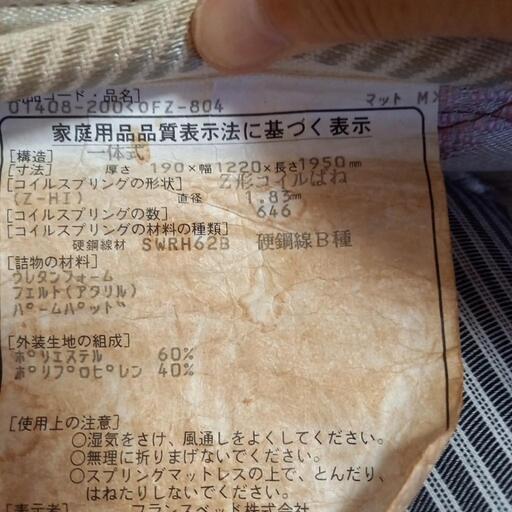 コード・品名]
01408-200<0FZ-804 マット M
家庭用品品質表示法に基づく表示
[構造] 一体式
[寸法] 厚さ 190×幅 1220×長さ1950mm
[コイルスプリングの形状] Z形コイルばね
(Z-HI) 直径 1.83mm
[コイルスプリングの数] 646
[コイルスプリングの材料の種類]
硬鋼線材 SWRH62B 硬鋼線B種
[詰物の材料]
ウレタンフォーム
フェルト(アクリル)
パームパット゛
[外装生地の組成]
ホ゜リエステル 60%
ホ゜リフ゜ロヒ゜レン 40%
[使用上の注意]
○湿気をさけ、風通しをよくしてください。
○無理に折りまげないでください。
○スプリングマットレスの上で、とんだり、
はねたりしないでください。
[表示者] フランスベッド株式会社